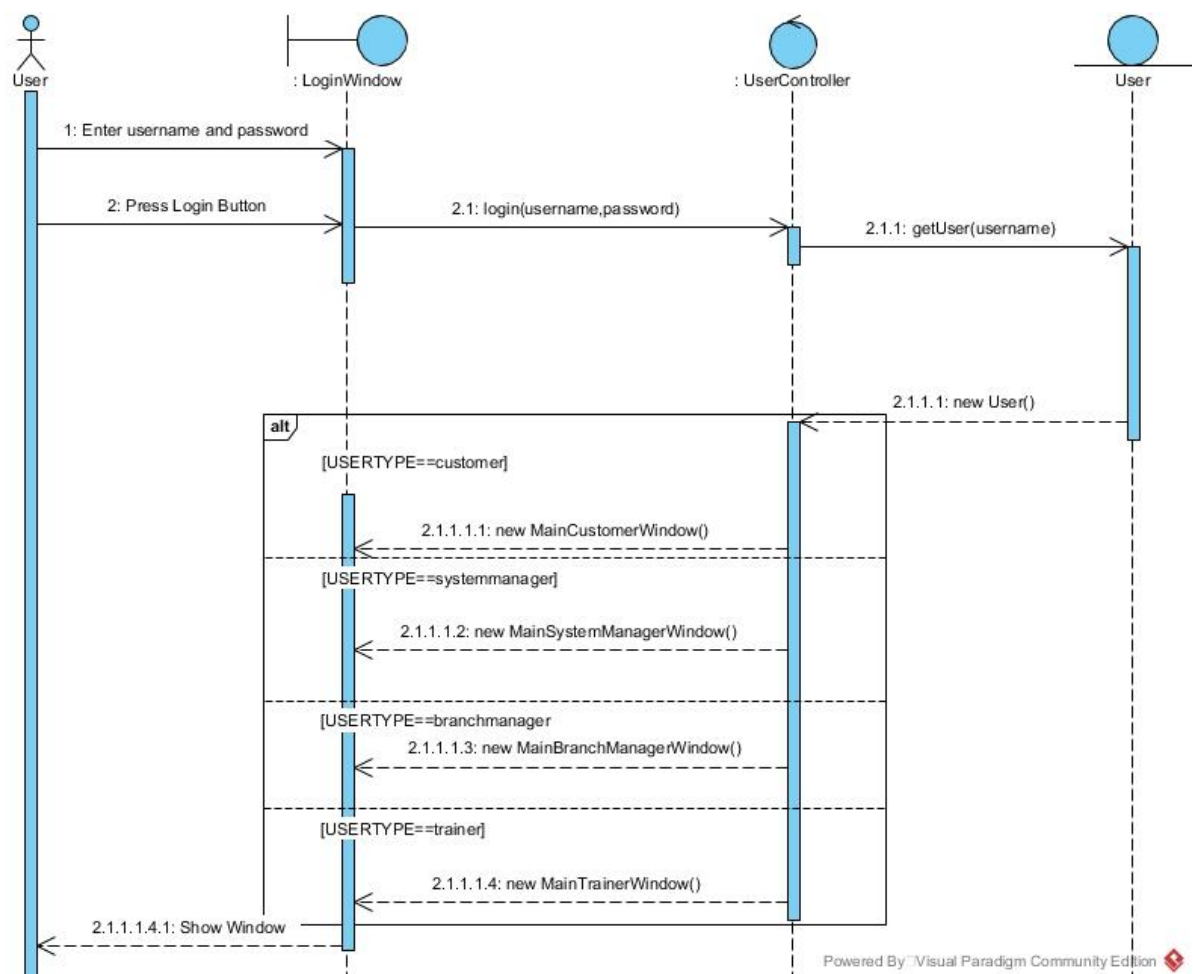 User
: LoginWindow
: UserController
User
1: Enter username and password
2: Press Login Button
2.1: login(username,password)
2.1.1: getUser(username)
2.1.1.1: new User()
alt
[USERTYPE==customer]
2.1.1.1.1: new MainCustomerWindow()
[USERTYPE==systemmanager]
2.1.1.1.2: new MainSystemManagerWindow()
[USERTYPE==branchmanager
2.1.1.1.3: new MainBranchManagerWindow()
[USERTYPE==trainer]
2.1.1.1.4: new MainTrainerWindow()
2.1.1.1.4.1: Show Window
Powered By Visual Paradigm Community Edition